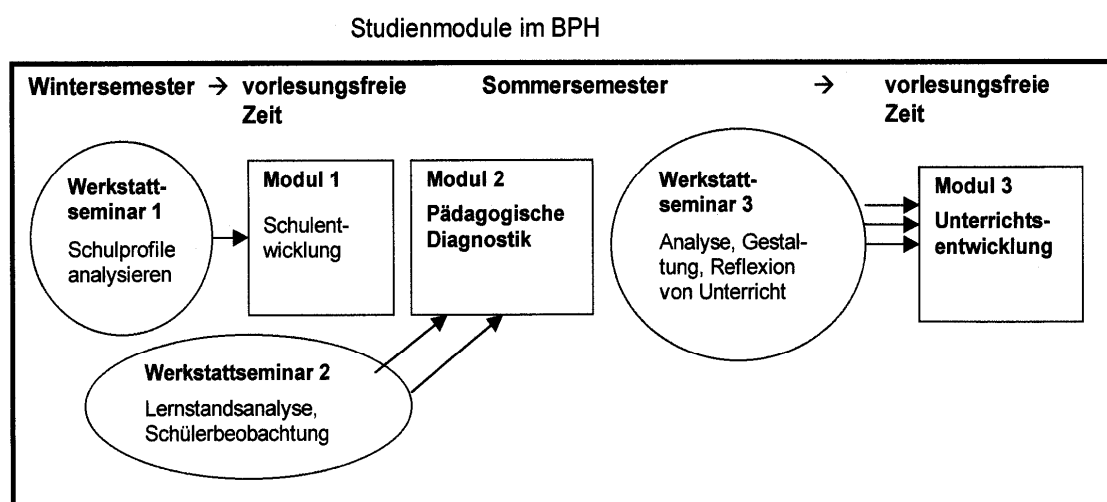 Studienmodule im BPH
Wintersemester → vorlesungsfreie Zeit Sommersemester → vorlesungsfreie Zeit
Werkstatt-
seminar 1
Schulprofile
analysieren
Modul 1
Schulent-
wicklung
Modul 2
Pädagogische
Diagnostik
Werkstatt-
seminar 3
Analyse, Gestal-
tung, Reflexion
von Unterricht
Modul 3
Unterrichts-
entwicklung
Werkstattseminar 2
Lernstandsanalyse,
Schülerbeobachtung